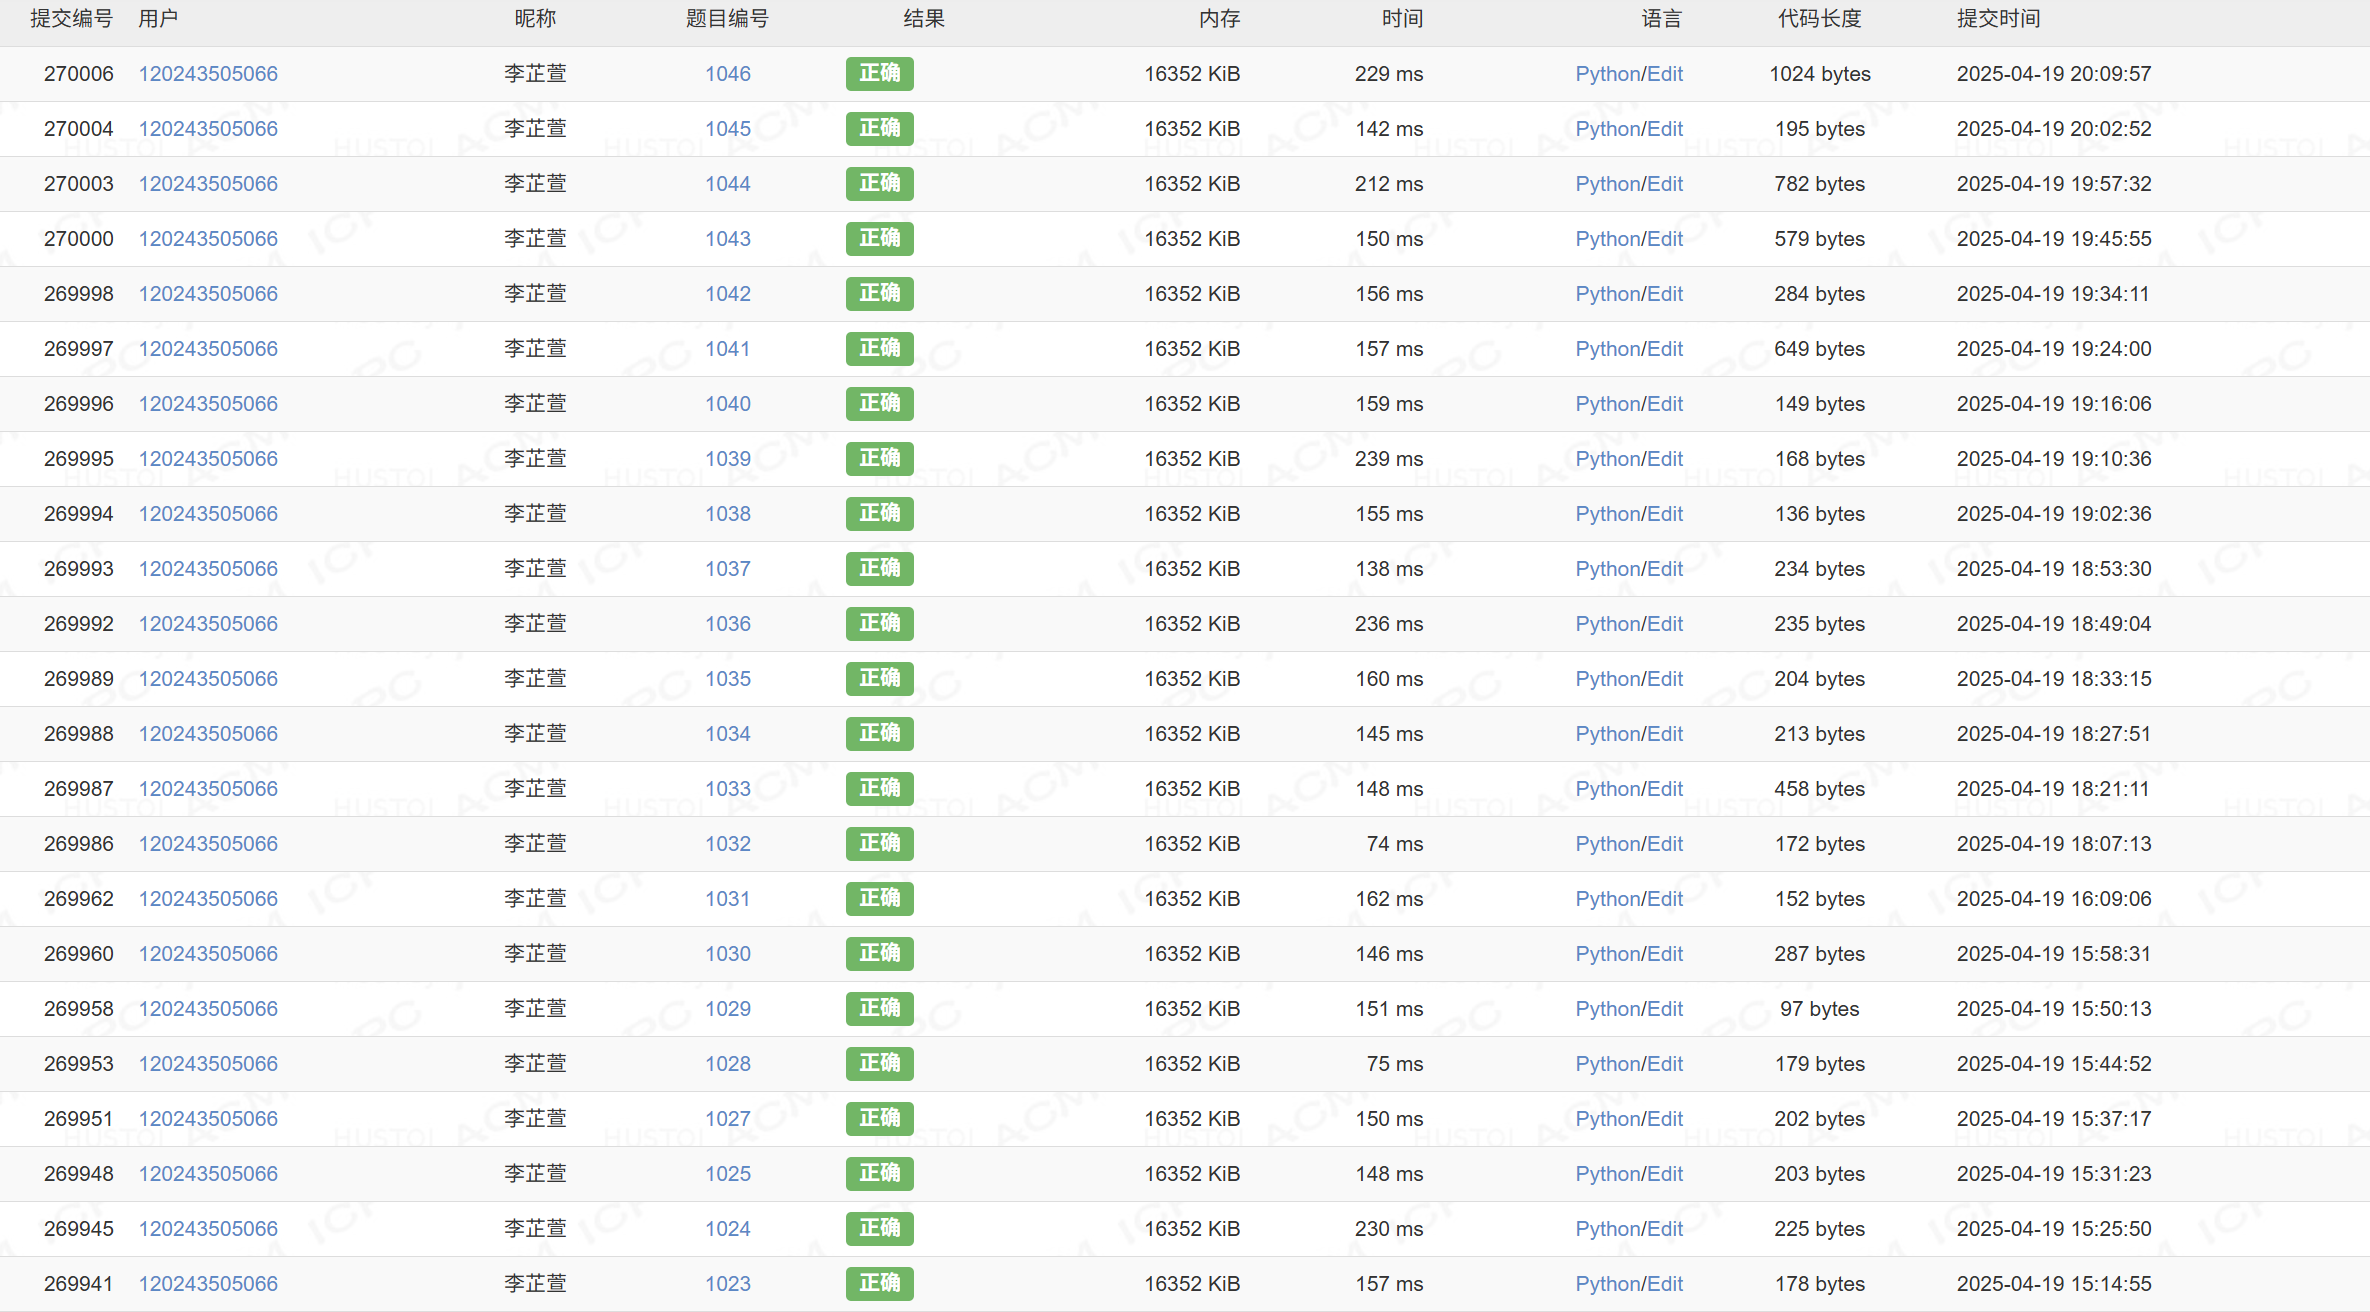 提交编号 用户 昵称 题目编号 结果 内存 时间 语言 代码长度 提交时间
270006 120243505066 李芷萱 1046 正确 16352 KiB 229 ms Python/Edit 1024 bytes 2025-04-19 20:09:57
270004 120243505066 李芷萱 1045 正确 16352 KiB 142 ms Python/Edit 195 bytes 2025-04-19 20:02:52
270003 120243505066 李芷萱 1044 正确 16352 KiB 212 ms Python/Edit 782 bytes 2025-04-19 19:57:32
270000 120243505066 李芷萱 1043 正确 16352 KiB 150 ms Python/Edit 579 bytes 2025-04-19 19:45:55
269998 120243505066 李芷萱 1042 正确 16352 KiB 156 ms Python/Edit 284 bytes 2025-04-19 19:34:11
269997 120243505066 李芷萱 1041 正确 16352 KiB 157 ms Python/Edit 649 bytes 2025-04-19 19:24:00
269996 120243505066 李芷萱 1040 正确 16352 KiB 159 ms Python/Edit 149 bytes 2025-04-19 19:16:06
269995 120243505066 李芷萱 1039 正确 16352 KiB 239 ms Python/Edit 168 bytes 2025-04-19 19:10:36
269994 120243505066 李芷萱 1038 正确 16352 KiB 155 ms Python/Edit 136 bytes 2025-04-19 19:02:36
269993 120243505066 李芷萱 1037 正确 16352 KiB 138 ms Python/Edit 234 bytes 2025-04-19 18:53:30
269992 120243505066 李芷萱 1036 正确 16352 KiB 236 ms Python/Edit 235 bytes 2025-04-19 18:49:04
269989 120243505066 李芷萱 1035 正确 16352 KiB 160 ms Python/Edit 204 bytes 2025-04-19 18:33:15
269988 120243505066 李芷萱 1034 正确 16352 KiB 145 ms Python/Edit 213 bytes 2025-04-19 18:27:51
269987 120243505066 李芷萱 1033 正确 16352 KiB 148 ms Python/Edit 458 bytes 2025-04-19 18:21:11
269986 120243505066 李芷萱 1032 正确 16352 KiB 74 ms Python/Edit 172 bytes 2025-04-19 18:07:13
269962 120243505066 李芷萱 1031 正确 16352 KiB 162 ms Python/Edit 152 bytes 2025-04-19 16:09:06
269960 120243505066 李芷萱 1030 正确 16352 KiB 146 ms Python/Edit 287 bytes 2025-04-19 15:58:31
269958 120243505066 李芷萱 1029 正确 16352 KiB 151 ms Python/Edit 97 bytes 2025-04-19 15:50:13
269953 120243505066 李芷萱 1028 正确 16352 KiB 75 ms Python/Edit 179 bytes 2025-04-19 15:44:52
269951 120243505066 李芷萱 1027 正确 16352 KiB 150 ms Python/Edit 202 bytes 2025-04-19 15:37:17
269948 120243505066 李芷萱 1025 正确 16352 KiB 148 ms Python/Edit 203 bytes 2025-04-19 15:31:23
269945 120243505066 李芷萱 1024 正确 16352 KiB 230 ms Python/Edit 225 bytes 2025-04-19 15:25:50
269941 120243505066 李芷萱 1023 正确 16352 KiB 157 ms Python/Edit 178 bytes 2025-04-19 15:14:55